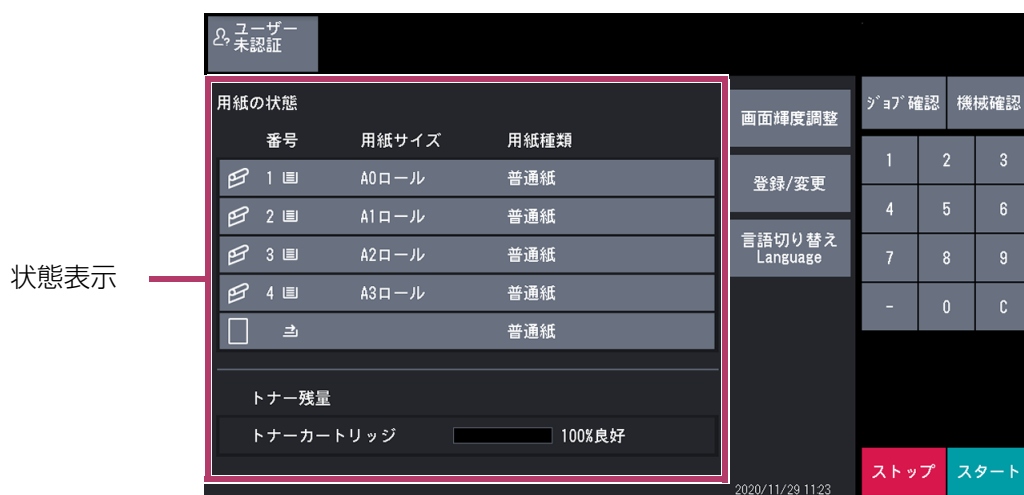 ユーザー
未認証
状態表示
用紙の状態
番号 用紙サイズ 用紙種類
1 A0ロール 普通紙
2 A1ロール 普通紙
3 A2ロール 普通紙
4 A3ロール 普通紙
普通紙
トナー残量
トナーカートリッジ 100%良好
画面輝度調整
登録/変更
言語切り替え
Language
2020/11/29 11:23
ジョブ確認 機械確認
1 2 3
4 5 6
7 8 9
- 0 C
ストップ スタート